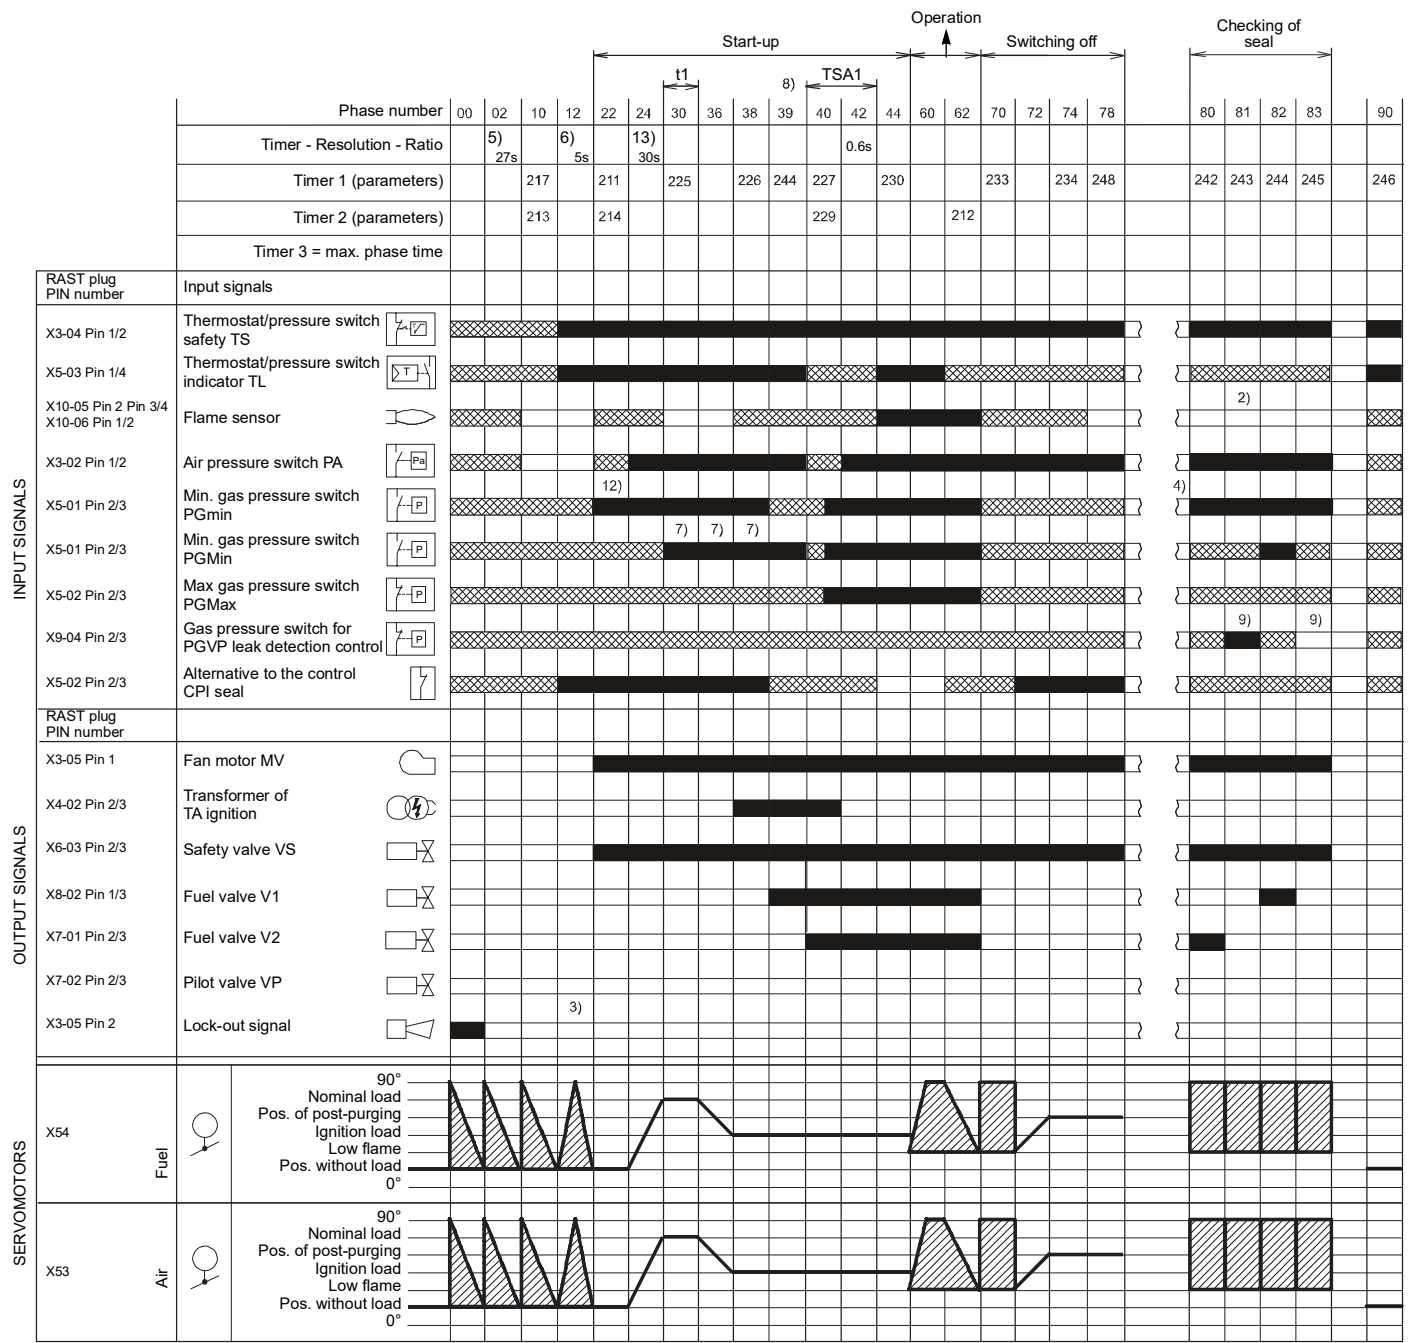 Operation
Start-up
Switching off
Checking of
seal
t1
8)
TSA1
Phase number 00 02 10 12 22 24 30 36 38 39 40 42 44 60 62 70 72 74 78 80 81 82 83 90
Timer - Resolution - Ratio 5) 27s 6) 5s 13) 30s 0.6s
Timer 1 (parameters) 217 211 225 226 244 227 230 233 234 248 242 243 244 245 246
Timer 2 (parameters) 213 214 229 212
Timer 3 = max. phase time
RAST plug
PIN number
Input signals
INPUT SIGNALS
X3-04 Pin 1/2
Thermostat/pressure switch
safety TS
X5-03 Pin 1/4
Thermostat/pressure switch
indicator TL
T
2)
X10-05 Pin 2 Pin 3/4
X10-06 Pin 1/2
Flame sensor
X3-02 Pin 1/2
Air pressure switch PA
Pa
12)
4)
X5-01 Pin 2/3
Min. gas pressure switch
PGmin
P
7) 7) 7)
X5-01 Pin 2/3
Min. gas pressure switch
PGMin
P
X5-02 Pin 2/3
Max gas pressure switch
PGMax
P
9) 9)
X9-04 Pin 2/3
Gas pressure switch for
PGVP leak detection control
P
X5-02 Pin 2/3
Alternative to the control
CPI seal
RAST plug
PIN number
OUTPUT SIGNALS
X3-05 Pin 1
Fan motor MV
X4-02 Pin 2/3
Transformer of
TA ignition
X6-03 Pin 2/3
Safety valve VS
X8-02 Pin 1/3
Fuel valve V1
X7-01 Pin 2/3
Fuel valve V2
X7-02 Pin 2/3
Pilot valve VP
3)
X3-05 Pin 2
Lock-out signal
SERVOMOTORS
X54
Fuel
90°
Nominal load
Pos. of post-purging
Ignition load
Low flame
Pos. without load
0°
X53
Air
90°
Nominal load
Pos. of post-purging
Ignition load
Low flame
Pos. without load
0°